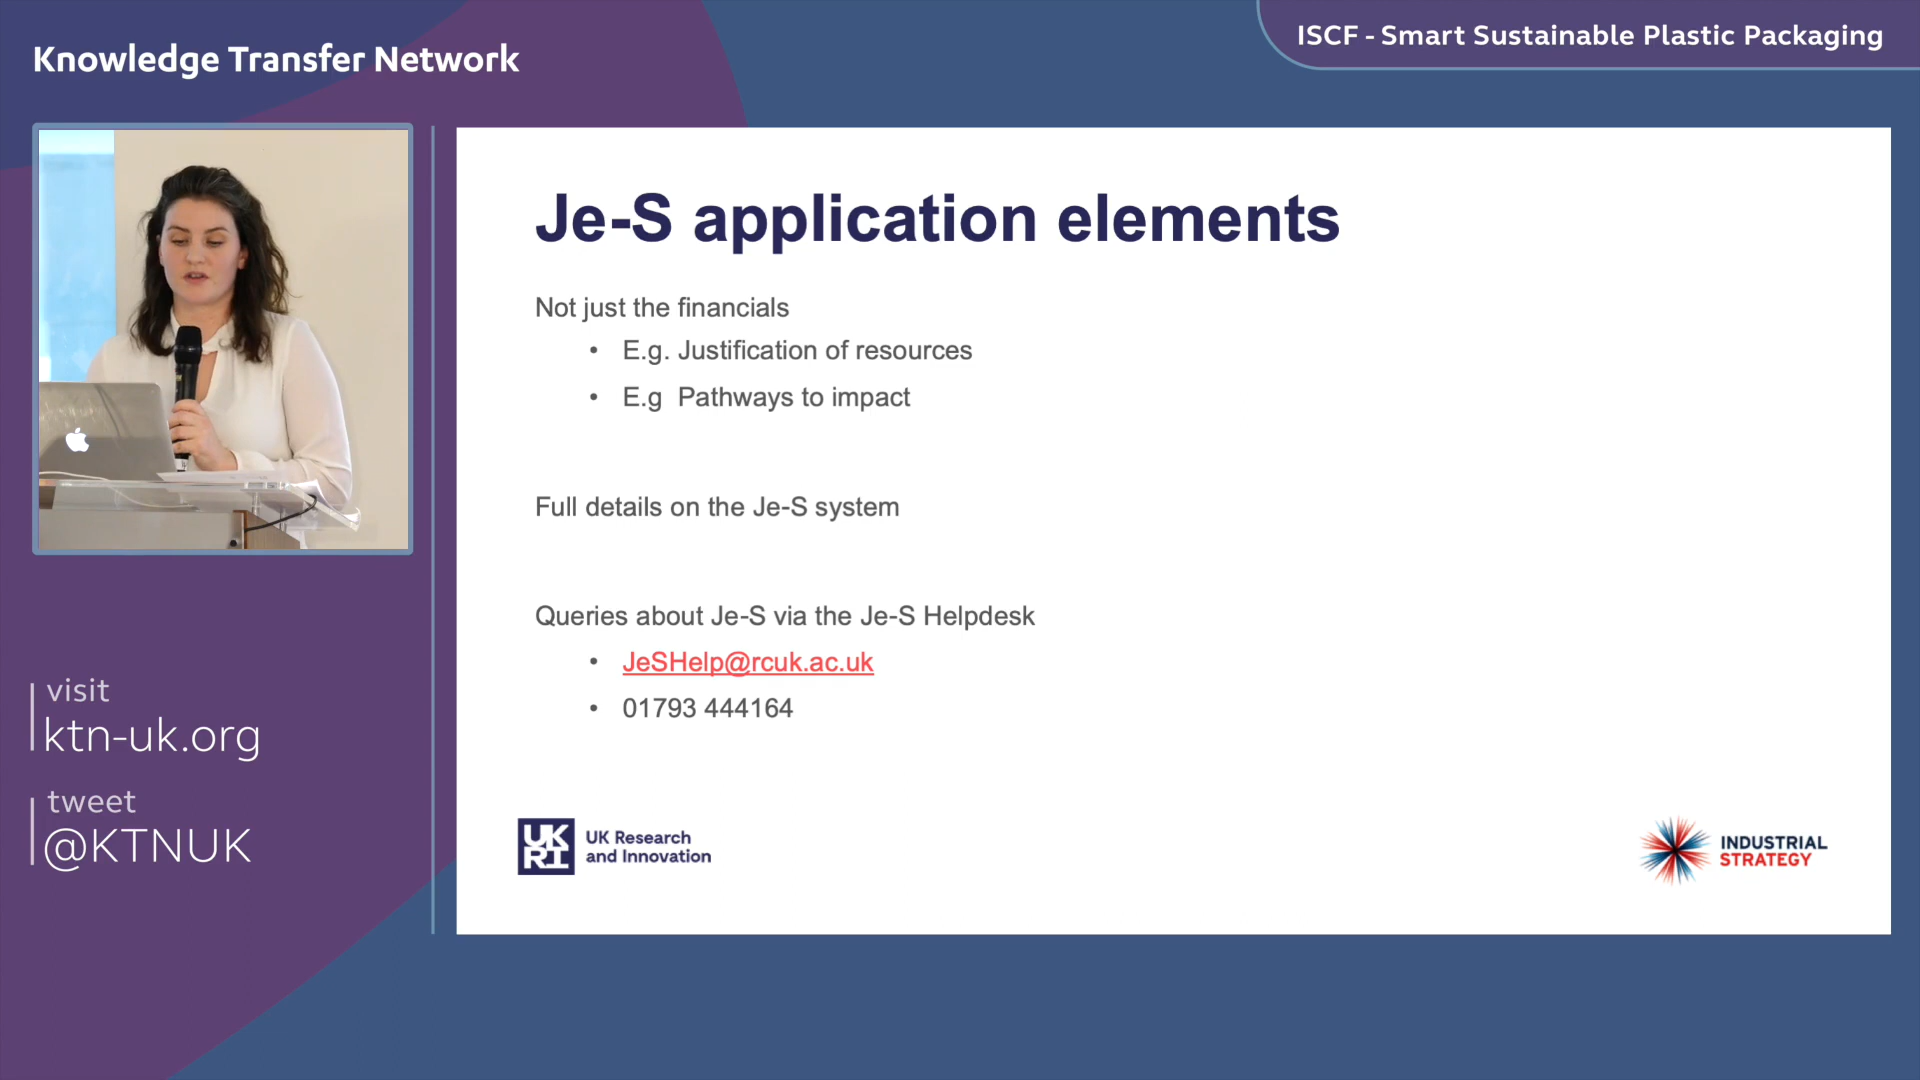 Knowledge Transfer Network
ISCF - Smart Sustainable Plastic Packaging
Je-S application elements
Not just the financials
• E.g. Justification of resources
• E.g  Pathways to impact
Full details on the Je-S system
Queries about Je-S via the Je-S Helpdesk
• JeSHelp@rcuk.ac.uk
• 01793 444164
visit
ktn-uk.org
tweet
@KTNUK
UK
RI
UK Research
and Innovation
INDUSTRIAL
STRATEGY